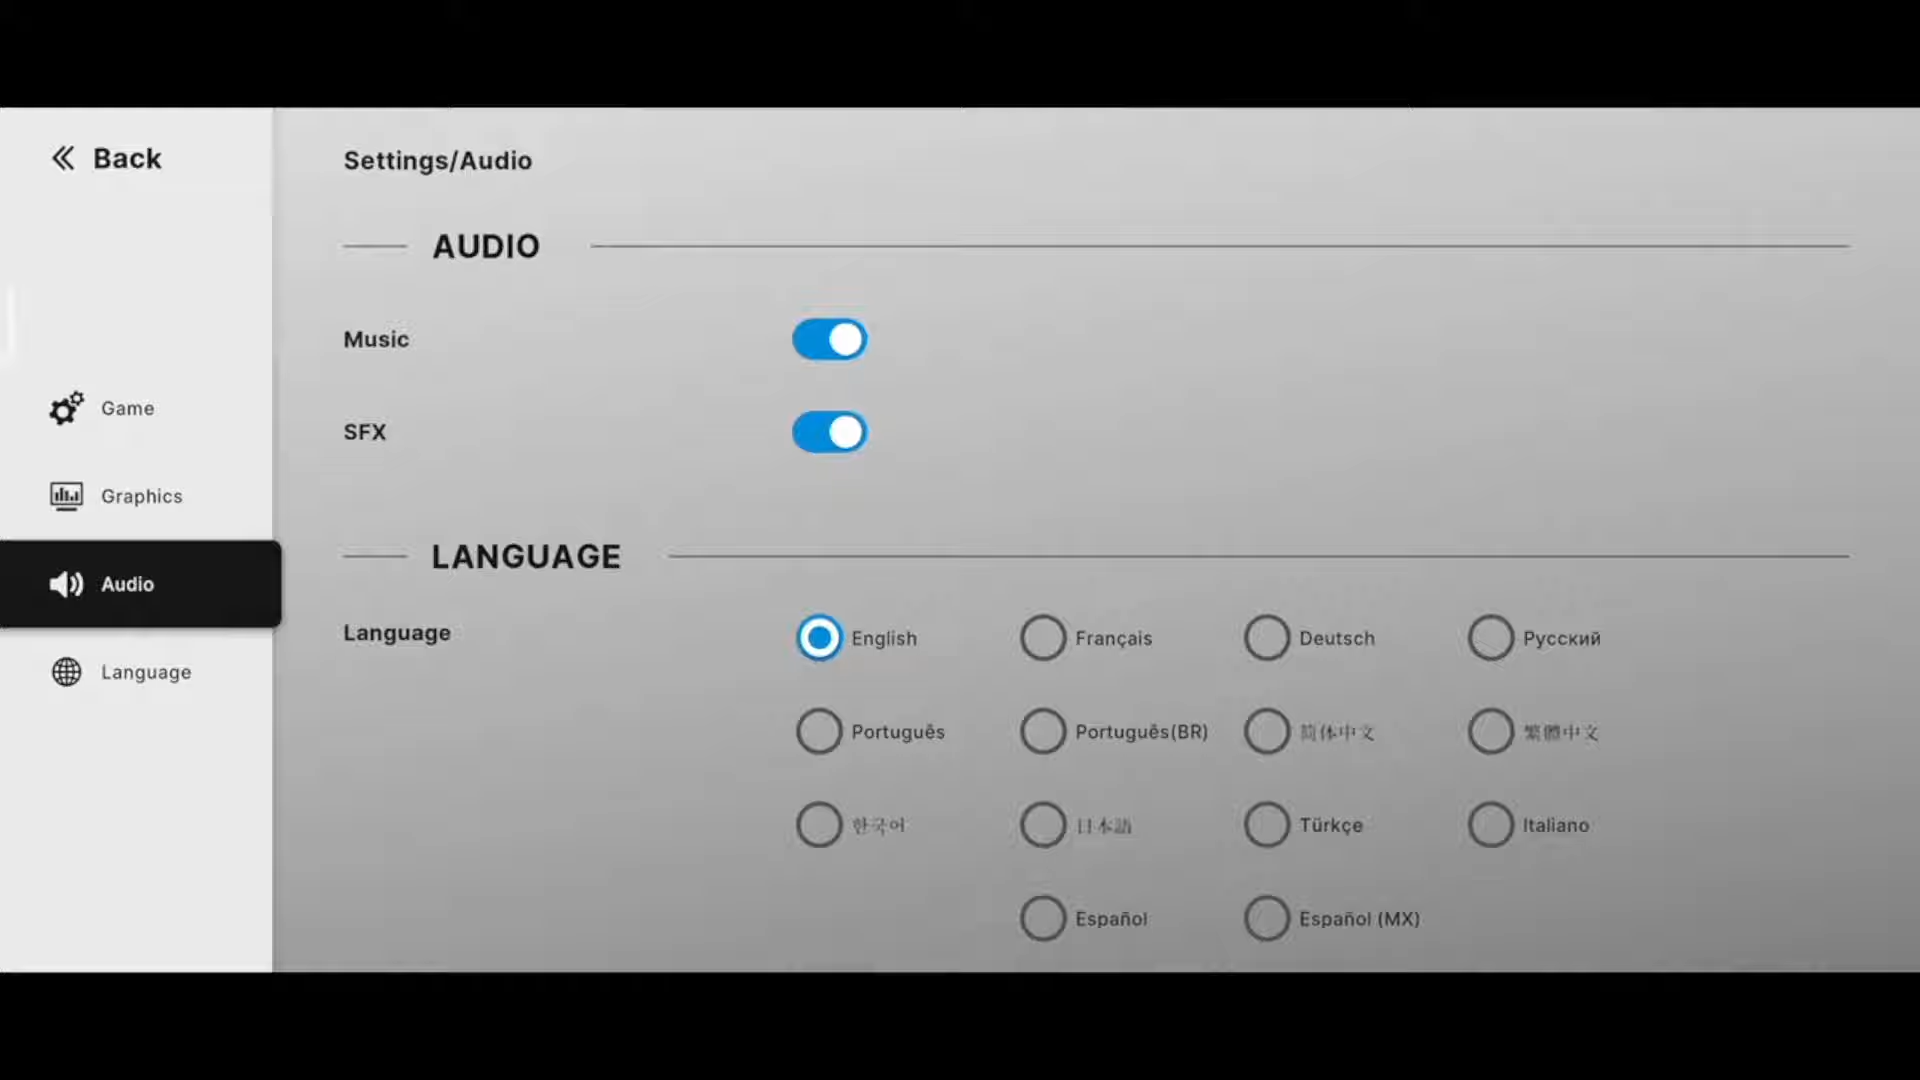 Back
Settings/Audio
AUDIO
Music
SFX
Game
Graphics
Audio
Language
LANGUAGE
Language
English Français Deutsch Русский
Português Português(BR) 简体中文 繁體中文
한국어 日本語 Türkçe Italiano
Español Español (MX)